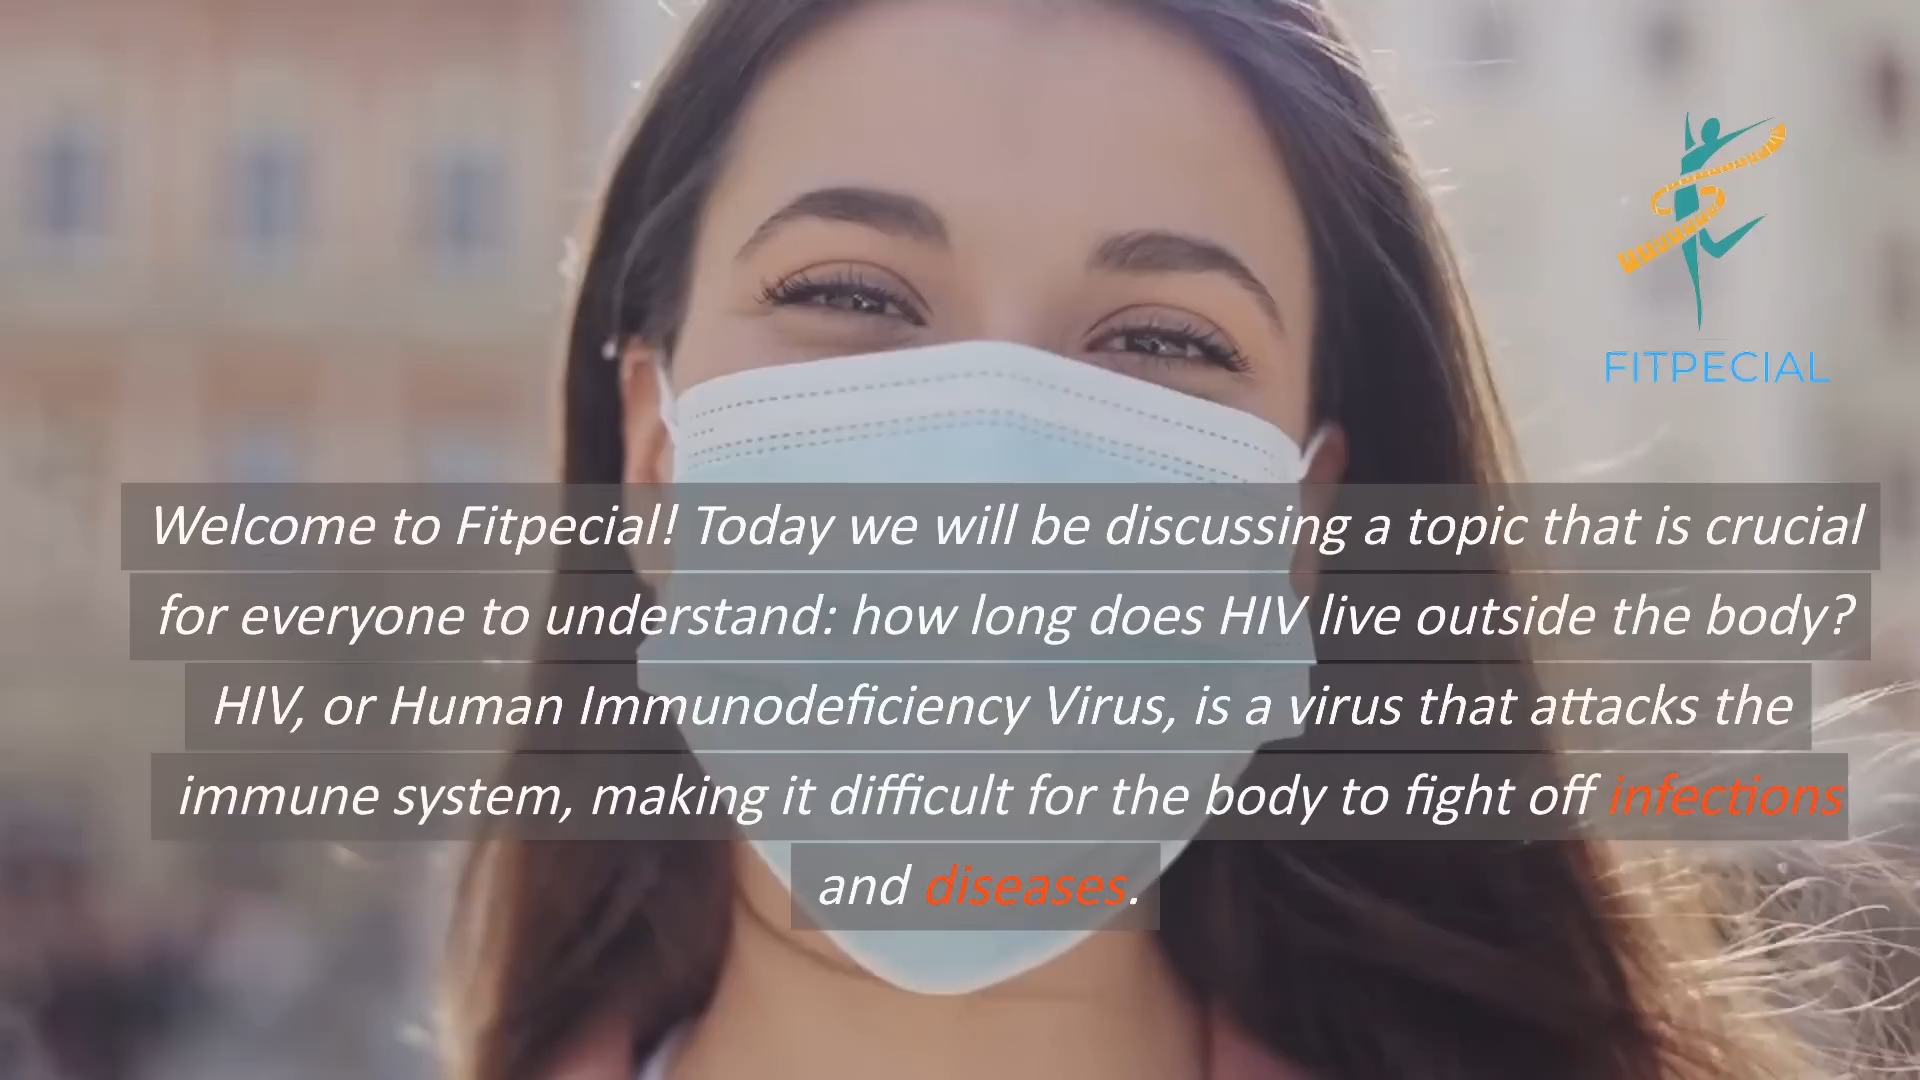 FITPECIAL
Welcome to Fitpecial! Today we will be discussing a topic that is crucial
for everyone to understand: how long does HIV live outside the body?
HIV, or Human Immunodeficiency Virus, is a virus that attacks the
immune system, making it difficult for the body to fight off infections
and diseases.